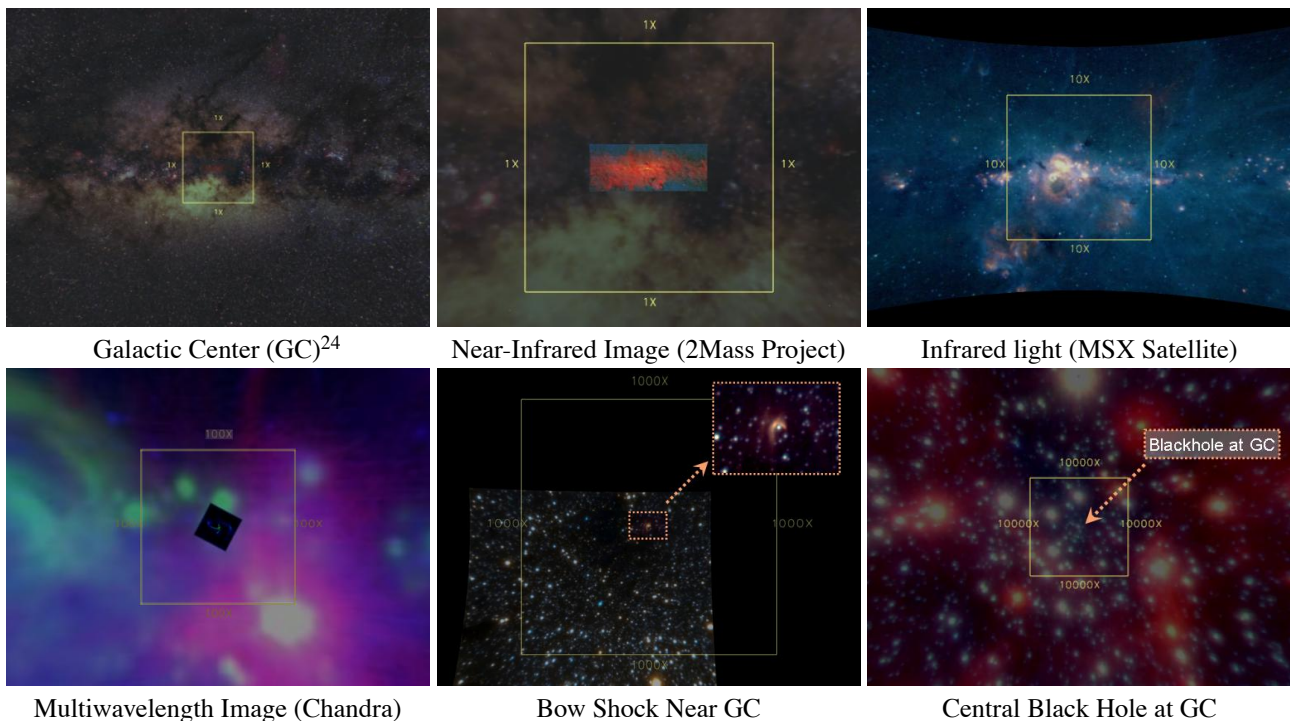 1X
1X
1X
1X
Galactic Center (GC)24
1X
1X
1X
1X
Near-Infrared Image (2Mass Project)
10X
10X
10X
10X
Infrared light (MSX Satellite)
100X
100X
100X
100X
Multiwavelength Image (Chandra)
1000X
1000X
1000X
1000X
Bow Shock Near GC
Blackhole at GC
10000X
10000X
10000X
10000X
Central Black Hole at GC